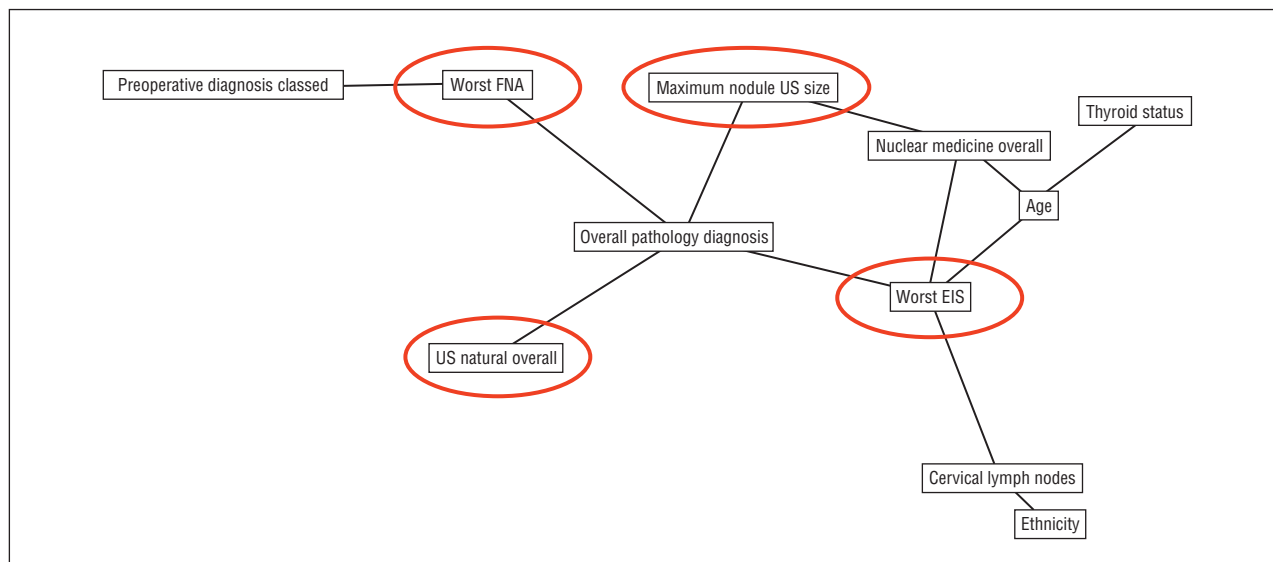 Preoperative diagnosis classed
Worst FNA
Maximum nodule US size
Thyroid status
Nuclear medicine overall
Age
Overall pathology diagnosis
Worst EIS
US natural overall
Cervical lymph nodes
Ethnicity